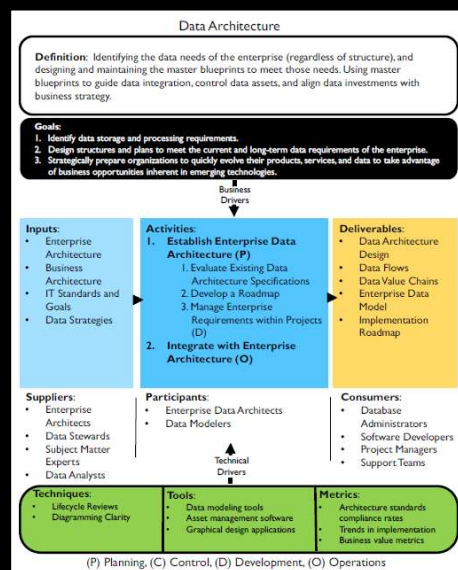 Data Architecture
Definition: Identifying the data needs of the enterprise (regardless of structure), and
designing and maintaining the master blueprints to meet those needs. Using master
blueprints to guide data integration, control data assets, and align data investments with
business strategy.
Goals:
1. Identify data storage and processing requirements.
2. Design structures and plans to meet the current and long-term data requirements of the enterprise.
3. Strategically prepare organizations to quickly evolve their products, services, and data to take advantage
of business opportunities inherent in emerging technologies.
Business
Drivers
Inputs:
• Enterprise
Architecture
• Business
Architecture
• IT Standards and
Goals
• Data Strategies
Activities:
1. Establish Enterprise Data
Architecture (P)
1. Evaluate Existing Data
Architecture Specifications
2. Develop a Roadmap
3. Manage Enterprise
Requirements within Projects
(D)
2. Integrate with Enterprise
Architecture (O)
Deliverables:
• Data Architecture
Design
• Data Flows
• Data Value Chains
• Enterprise Data
Model
• Implementation
Roadmap
Suppliers:
• Enterprise
Architects
• Data Stewards
• Subject Matter
Experts
• Data Analysts
Participants:
• Enterprise Data Architects
• Data Modelers
Consumers:
• Database
Administrators
• Software Developers
• Project Managers
• Support Teams
Technical
Drivers
Techniques:
• Lifecycle Reviews
• Diagramming Clarity
Tools:
• Data modeling tools
• Asset management software
• Graphical design applications
Metrics:
• Architecture standards
compliance rates
• Trends in implementation
• Business value metrics
(P) Planning, (C) Control, (D) Development, (O) Operations